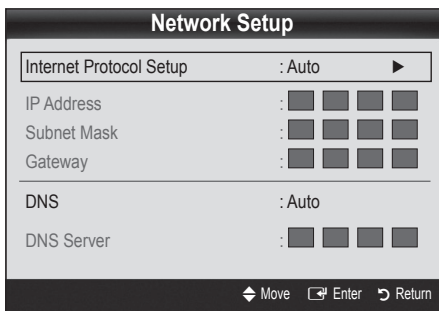 Network Setup
Internet Protocol Setup : Auto ▶
IP Address :
Subnet Mask :
Gateway :
DNS : Auto
DNS Server :
Move Enter Return